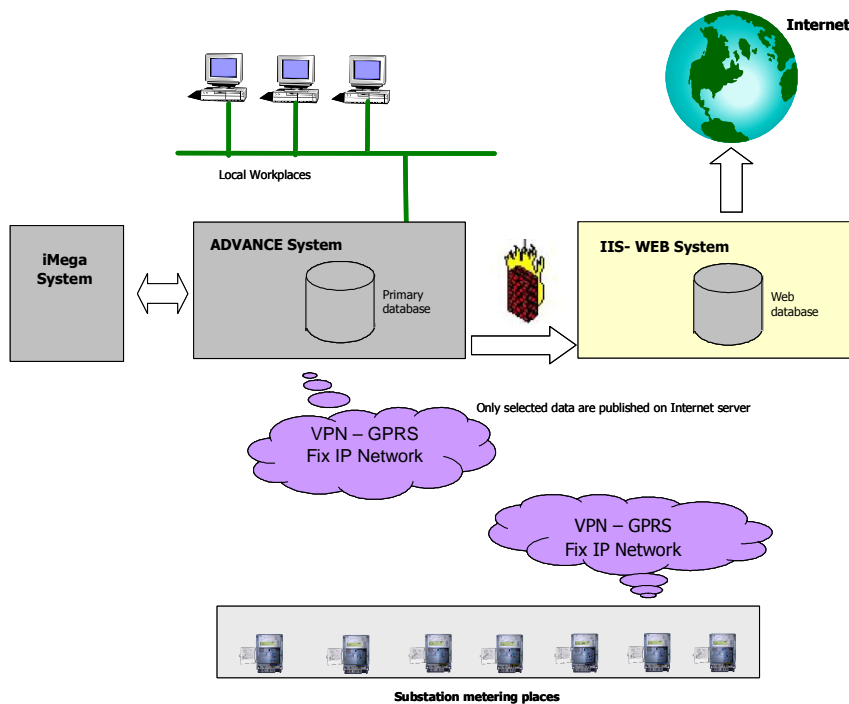 Internet
Local Workplaces
iMega
System
ADVANCE System
Primary
database
IIS- WEB System
Web
database
Only selected data are published on Internet server
VPN – GPRS
Fix IP Network
VPN – GPRS
Fix IP Network
Substation metering places